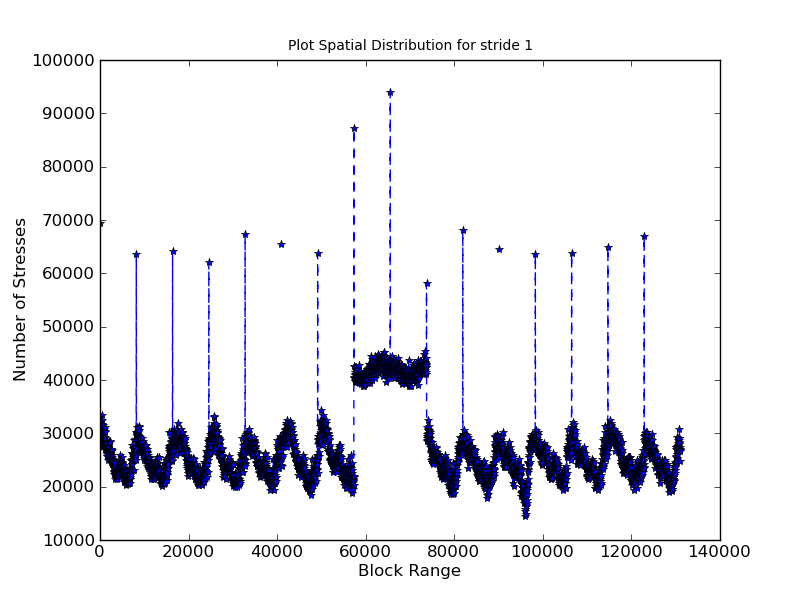 Plot Spatial Distribution for stride 1
100000
90000
80000
70000
60000
50000
40000
30000
20000
10000
Number of Stresses
0 20000 40000 60000 80000 100000 120000 140000
Block Range